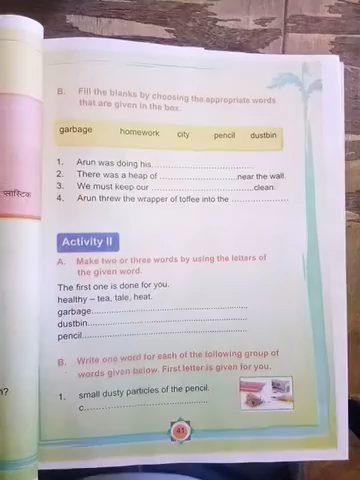 B. Fill the blanks by choosing the appropriate words
that are given in the box.
garbage homework city pencil dustbin
1. Arun was doing his....................................
2. There was a heap of ............................near the wall.
3. We must keep our ....................................clean.
4. Arun threw the wrapper of toffee into the ....................
प्लास्टिक
Activity II
A. Make two or three words by using the letters of
the given word.
The first one is done for you.
healthy – tea, tale, heat.
garbage............................................................
dustbin............................................................
pencil............................................................
B. Write one word for each of the following group of
words given below. First letter is given for you.
?
1. small dusty particles of the pencil.
c............................................
41